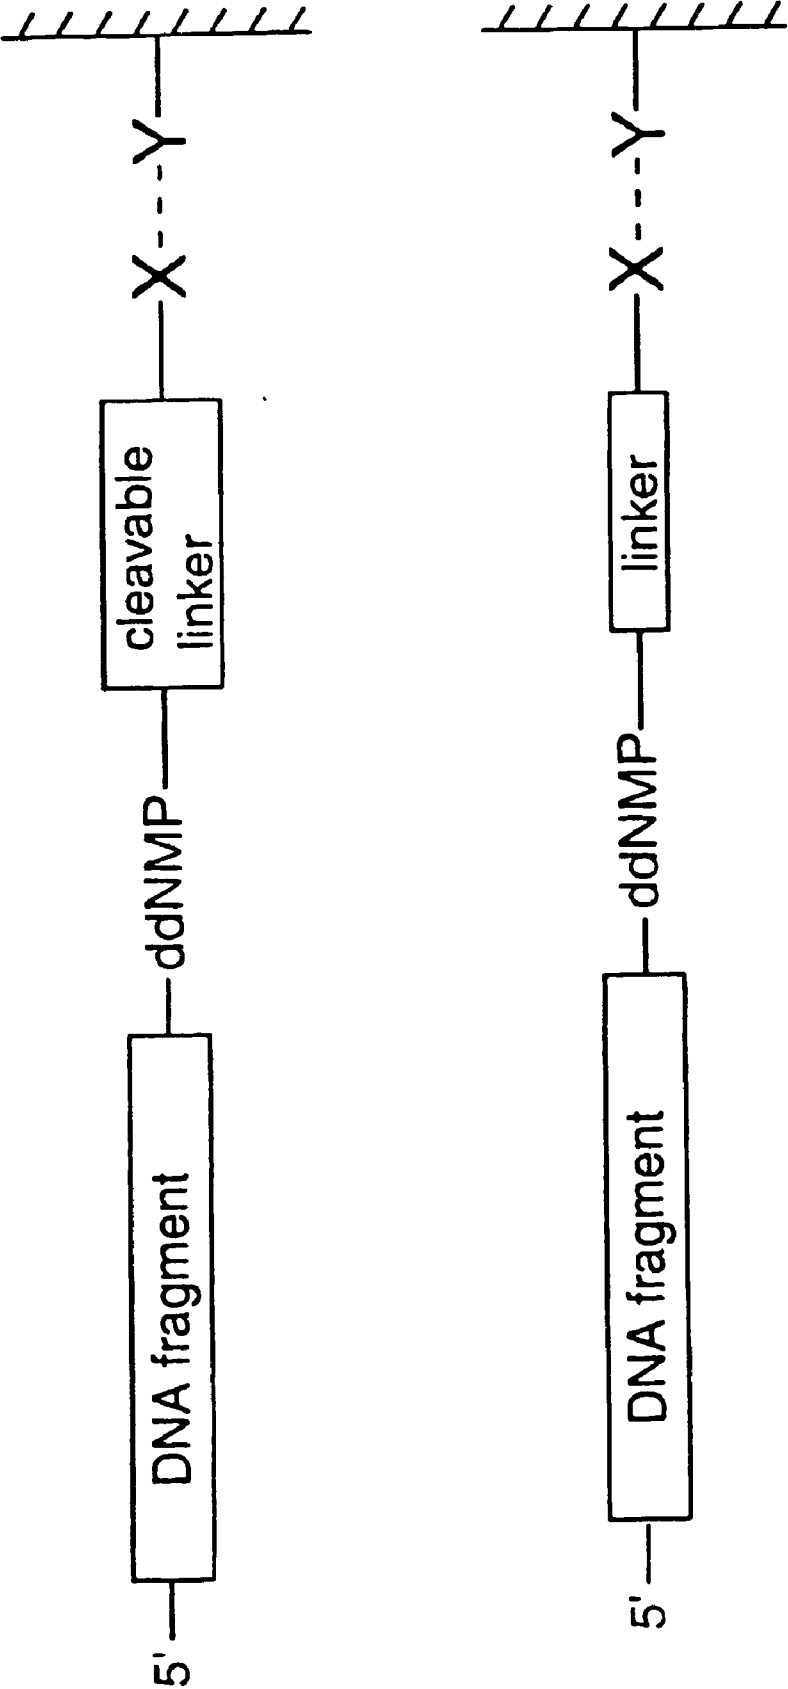 5'
DNA fragment
ddNMP
cleavable
linker
X---Y
5'
DNA fragment
ddNMP
linker
X---Y